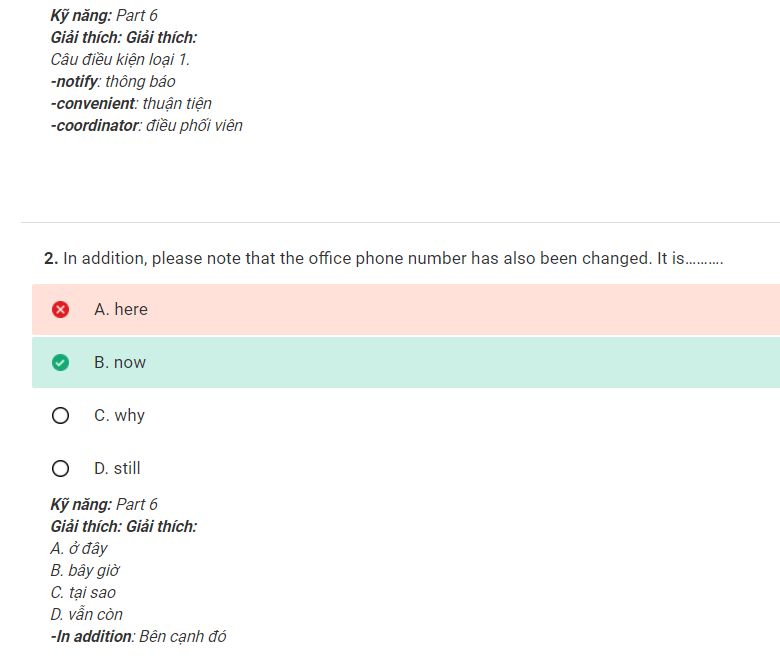 Kỹ năng: Part 6
Giải thích: Giải thích:
Câu điều kiện loại 1.
-notify: thông báo
-convenient: thuận tiện
-coordinator: điều phối viên
2. In addition, please note that the office phone number has also been changed. It is..........
A. here
B. now
C. why
D. still
Kỹ năng: Part 6
Giải thích: Giải thích:
A. ở đây
B. bây giờ
C. tại sao
D. vẫn còn
-In addition: Bên cạnh đó